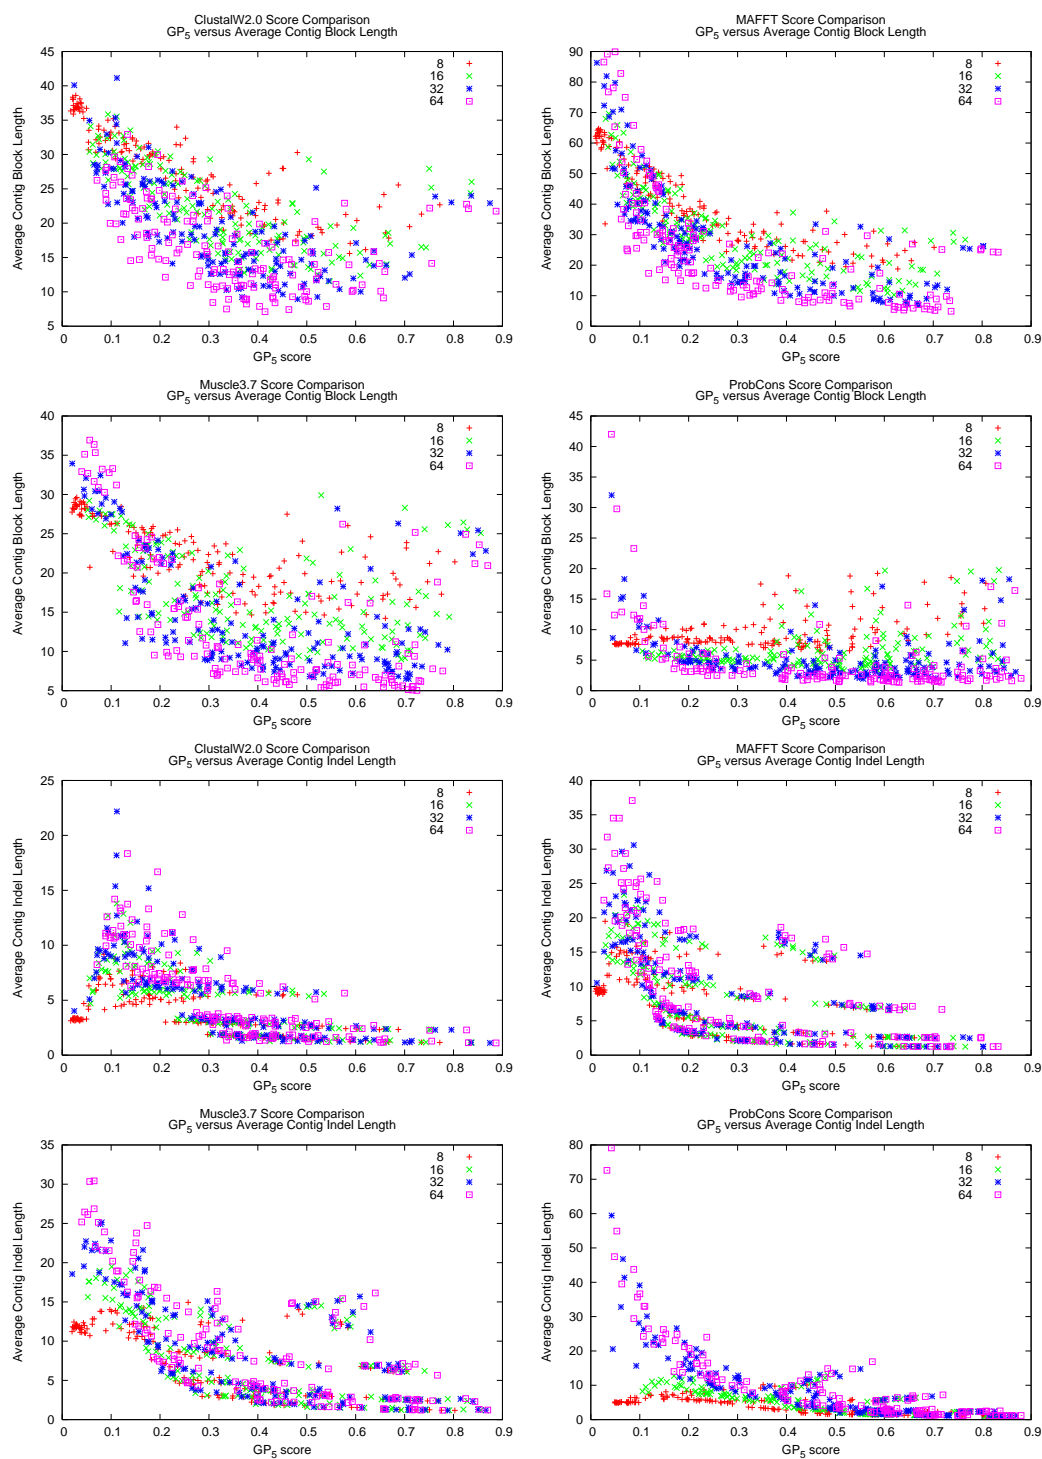 ClustalW2.0 Score Comparison
GP5 versus Average Contig Block Length
Average Contig Block Length
45
40
35
30
25
20
15
10
5
0 0.1 0.2 0.3 0.4 0.5 0.6 0.7 0.8 0.9
GP5 score
8
16
32
64
MAFFT Score Comparison
GP5 versus Average Contig Block Length
Average Contig Block Length
90
80
70
60
50
40
30
20
10
0
0 0.1 0.2 0.3 0.4 0.5 0.6 0.7 0.8 0.9
GP5 score
8
16
32
64
Muscle3.7 Score Comparison
GP5 versus Average Contig Block Length
Average Contig Block Length
40
35
30
25
20
15
10
5
0 0.1 0.2 0.3 0.4 0.5 0.6 0.7 0.8 0.9
GP5 score
8
16
32
64
ProbCons Score Comparison
GP5 versus Average Contig Block Length
Average Contig Block Length
45
40
35
30
25
20
15
10
5
0
0 0.1 0.2 0.3 0.4 0.5 0.6 0.7 0.8 0.9
GP5 score
8
16
32
64
ClustalW2.0 Score Comparison
GP5 versus Average Contig Indel Length
Average Contig Indel Length
25
20
15
10
5
0
0 0.1 0.2 0.3 0.4 0.5 0.6 0.7 0.8 0.9
GP5 score
8
16
32
64
MAFFT Score Comparison
GP5 versus Average Contig Indel Length
Average Contig Indel Length
40
35
30
25
20
15
10
5
0
0 0.1 0.2 0.3 0.4 0.5 0.6 0.7 0.8 0.9
GP5 score
8
16
32
64
Muscle3.7 Score Comparison
GP5 versus Average Contig Indel Length
Average Contig Indel Length
35
30
25
20
15
10
5
0
0 0.1 0.2 0.3 0.4 0.5 0.6 0.7 0.8 0.9
GP5 score
8
16
32
64
ProbCons Score Comparison
GP5 versus Average Contig Indel Length
Average Contig Indel Length
80
70
60
50
40
30
20
10
0
0 0.1 0.2 0.3 0.4 0.5 0.6 0.7 0.8 0.9
GP5 score
8
16
32
64